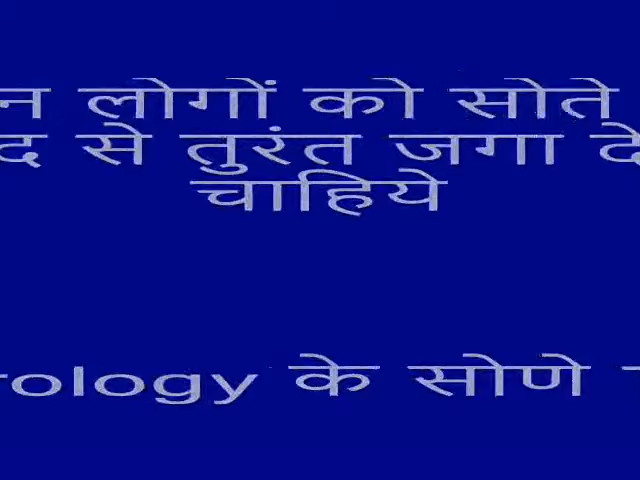 न लोगों को सोते
द से तुरंत जगा दे
चाहिये
rology के सोणे